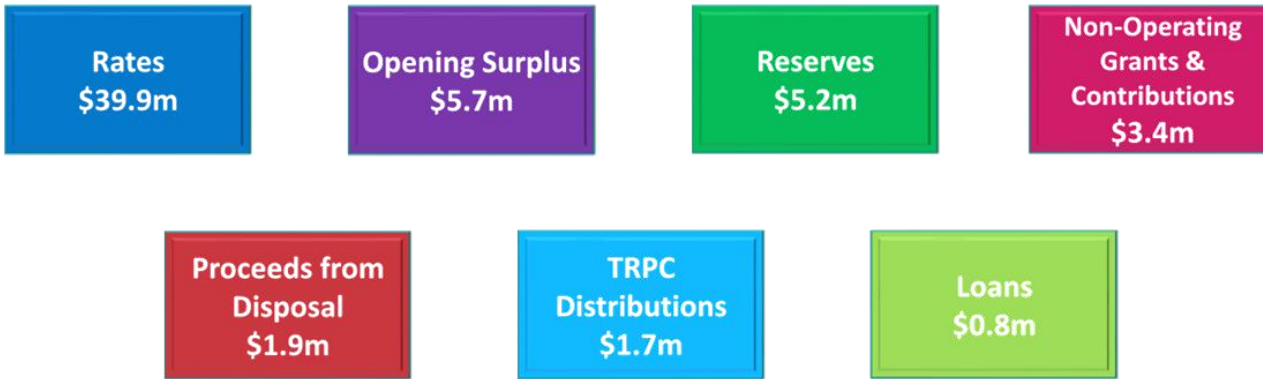 Rates
$39.9m
Opening Surplus
$5.7m
Reserves
$5.2m
Non-Operating
Grants &
Contributions
$3.4m
Proceeds from
Disposal
$1.9m
TRPC
Distributions
$1.7m
Loans
$0.8m